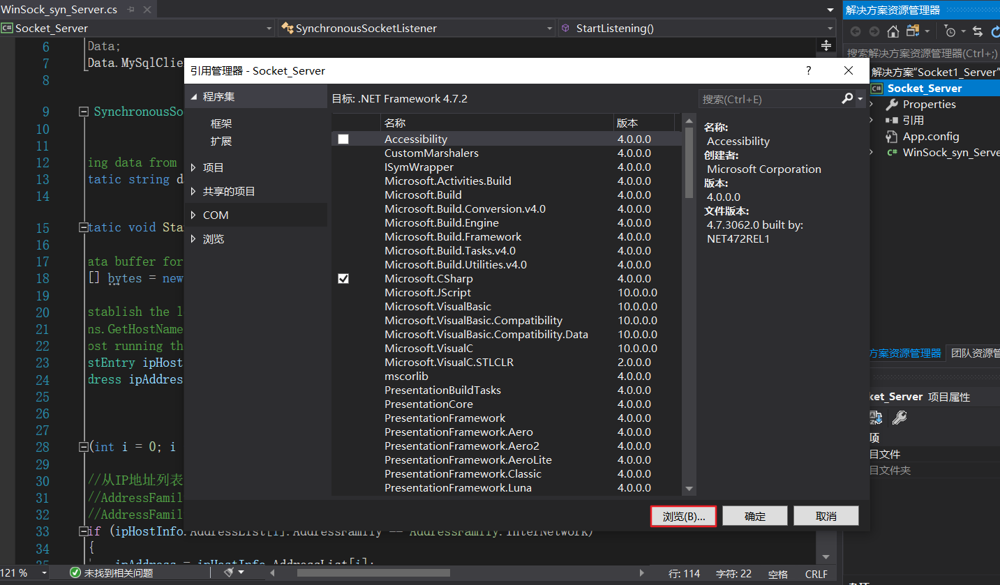 WinSock_syn_Server.cs
Socket_Server
SynchronousSocketListener
StartListening()
6 Data;
7 Data.MySqlClie
8
9 SynchronousSo
10
11
12 ing data from
13 tatic string d
14
15 tatic void Sta
16
17 ata buffer for
18 [] bytes = new
19
20 stablish the l
21 ns.GetHostName
22 ost running th
23 stEntry ipHost
24 dress ipAddres
25
26
27
28 (int i = 0; i
29
30 //从IP地址列表
31 //AddressFamil
32 //AddressFamil
33 if (ipHostInfo.AddressList[i].AddressFamily == AddressFamily.InterNetwork)
34 {
35 ipAddress = ipHostInfo.AddressList[i];
121 %
未找到相关问题
行: 114
字符: 22
空格
CRLF
引用管理器 - Socket_Server
?
程序集
框架
扩展
项目
共享的项目
COM
浏览
目标: .NET Framework 4.7.2
搜索(Ctrl+E)
名称 版本
Accessibility 4.0.0.0
CustomMarshalers 4.0.0.0
ISymWrapper 4.0.0.0
Microsoft.Activities.Build 4.0.0.0
Microsoft.Build 4.0.0.0
Microsoft.Build.Conversion.v4.0 4.0.0.0
Microsoft.Build.Engine 4.0.0.0
Microsoft.Build.Framework 4.0.0.0
Microsoft.Build.Tasks.v4.0 4.0.0.0
Microsoft.Build.Utilities.v4.0 4.0.0.0
Microsoft.CSharp 4.0.0.0
Microsoft.JScript 10.0.0.0
Microsoft.VisualBasic 10.0.0.0
Microsoft.VisualBasic.Compatibility 10.0.0.0
Microsoft.VisualBasic.Compatibility.Data 10.0.0.0
Microsoft.VisualC 10.0.0.0
Microsoft.VisualC.STLCLR 2.0.0.0
mscorlib 4.0.0.0
PresentationBuildTasks 4.0.0.0
PresentationCore 4.0.0.0
PresentationFramework 4.0.0.0
PresentationFramework.Aero 4.0.0.0
PresentationFramework.Aero2 4.0.0.0
PresentationFramework.AeroLite 4.0.0.0
PresentationFramework.Classic 4.0.0.0
PresentationFramework.Luna 4.0.0.0
名称:
Accessibility
创建者:
Microsoft Corporation
版本:
4.0.0.0
文件版本:
4.7.3062.0 built by:
NET472REL1
浏览(B)...
确定
取消
解决方案资源管理器
搜索解决方案资源管理器(Ctrl+;)
解决方案"Socket1_Server"
C# Socket_Server
Properties
引用
App.config
C# WinSock_syn_Serve
方案资源管理器
团队资源管
ket_Server 项目属性
项
目文件
目文件夹